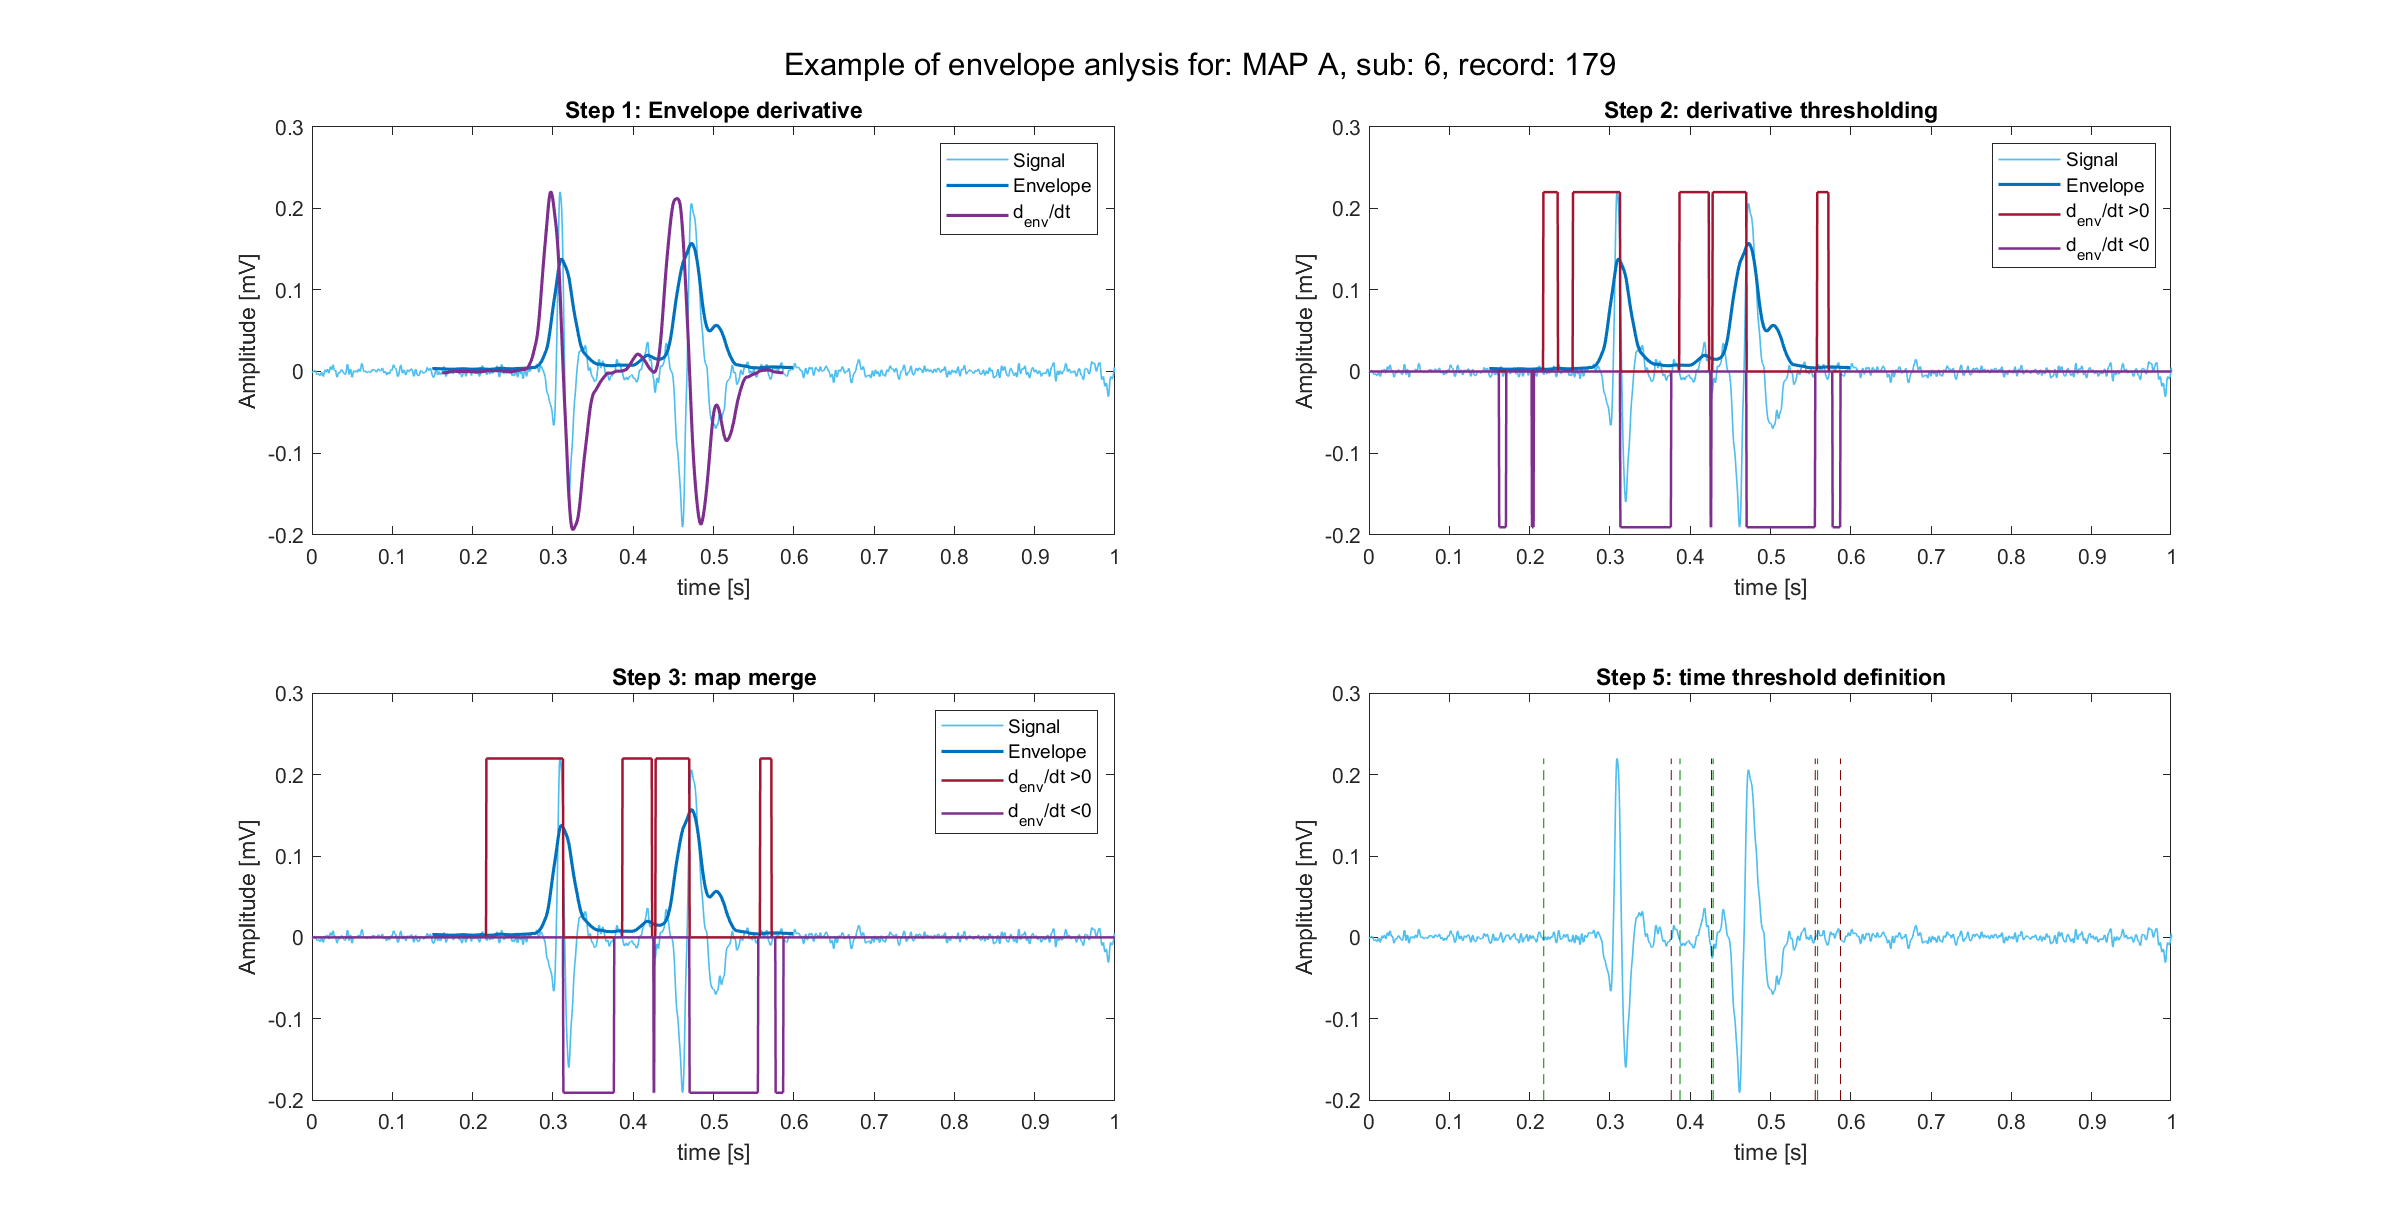 Example of envelope anlysis for: MAP A, sub: 6, record: 179
Step 1: Envelope derivative
0.3
0.2
0.1
0
-0.1
-0.2
Amplitude [mV]
0 0.1 0.2 0.3 0.4 0.5 0.6 0.7 0.8 0.9 1
time [s]
Signal
Envelope
d_env/dt
Step 2: derivative thresholding
0.3
0.2
0.1
0
-0.1
-0.2
Amplitude [mV]
0 0.1 0.2 0.3 0.4 0.5 0.6 0.7 0.8 0.9 1
time [s]
Signal
Envelope
d_env/dt >0
d_env/dt <0
Step 3: map merge
0.3
0.2
0.1
0
-0.1
-0.2
Amplitude [mV]
0 0.1 0.2 0.3 0.4 0.5 0.6 0.7 0.8 0.9 1
time [s]
Signal
Envelope
d_env/dt >0
d_env/dt <0
Step 5: time threshold definition
0.3
0.2
0.1
0
-0.1
-0.2
Amplitude [mV]
0 0.1 0.2 0.3 0.4 0.5 0.6 0.7 0.8 0.9 1
time [s]